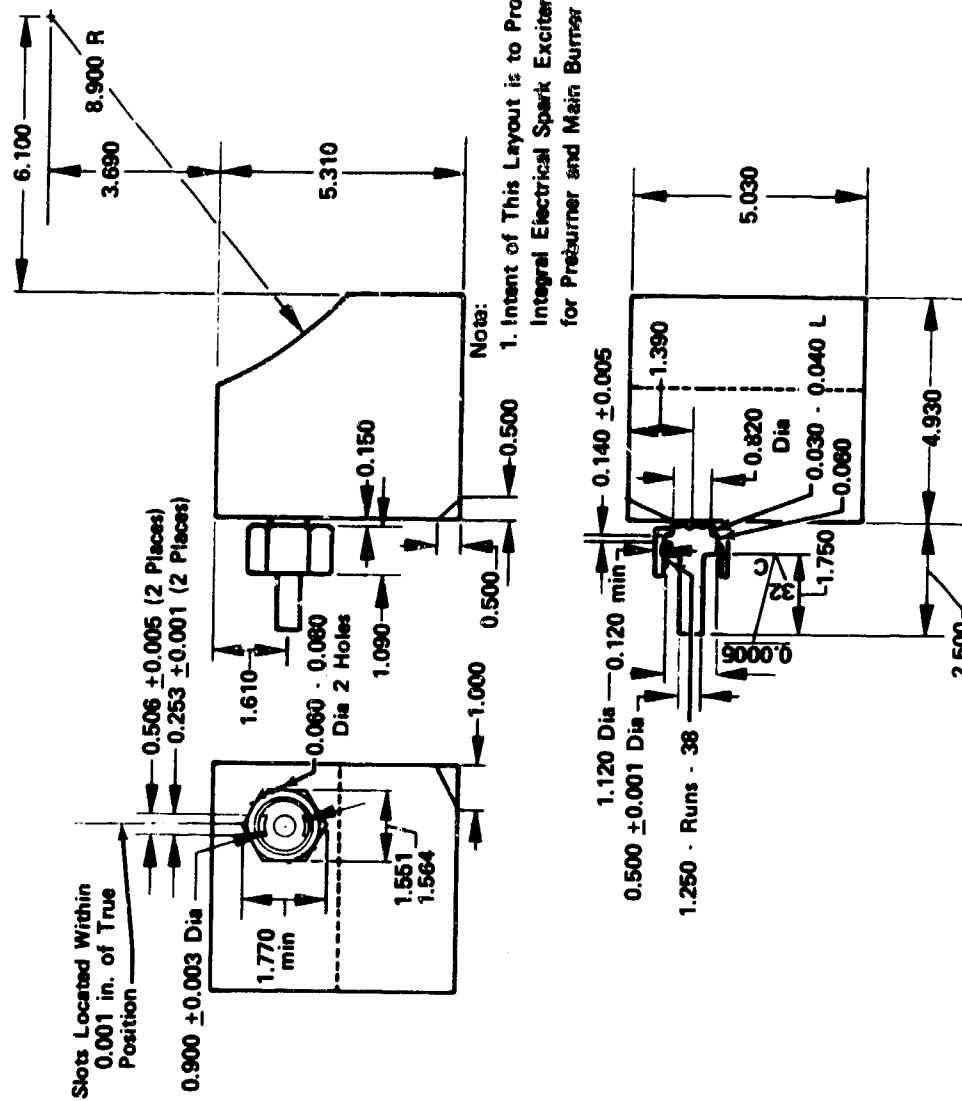 6.100
8.900 R
3.690
5.310
Slots Located Within
0.001 in. of True
Position
0.506 ±0.005 (2 Places)
0.253 ±0.001 (2 Places)
0.900 ±0.003 Dia
1.770
min
1.551
1.564
1.610
0.060 - 0.080
Dia 2 Holes
1.090
0.150
0.500
0.500
1.000
Note:
1. Intent of This Layout is to Pro
Integral Electrical Spark Exciter
for Preburner and Main Burner
0.140 ±0.005
1.390
5.030
1.120 Dia
0.120 min
0.500 ±0.001 Dia
1.250 - Runs - 38
0.820
Dia
0.030 - 0.040 L
0.060
0.0005
32
C
1.750
4.930
2.500